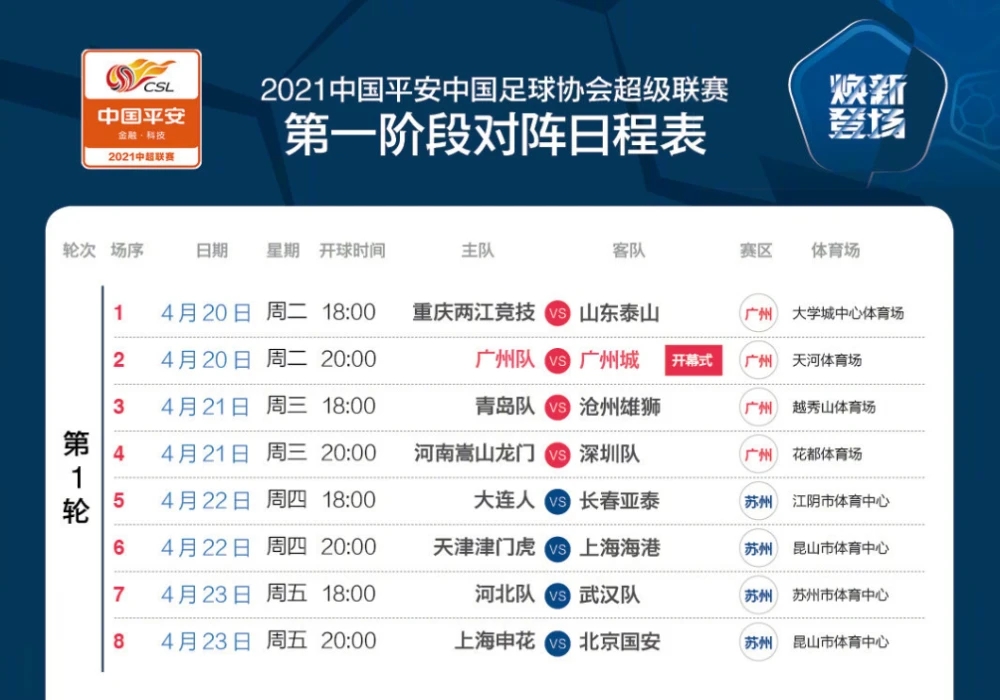 CSL
中国平安
金融·科技
2021中超联赛
2021中国平安中国足球协会超级联赛
第一阶段对阵日程表
焕新
登场
轮次 场序 日期 星期 开球时间 主队 客队 赛区 体育场
第1轮
1 4月20日 周二 18:00 重庆两江竞技 VS 山东泰山 广州 大学城中心体育场
2 4月20日 周二 20:00 广州队 VS 广州城 开幕式 广州 天河体育场
3 4月21日 周三 18:00 青岛队 VS 沧州雄狮 广州 越秀山体育场
4 4月21日 周三 20:00 河南嵩山龙门 VS 深圳队 广州 花都体育场
5 4月22日 周四 18:00 大连人 VS 长春亚泰 苏州 江阴市体育中心
6 4月22日 周四 20:00 天津津门虎 VS 上海海港 苏州 昆山市体育中心
7 4月23日 周五 18:00 河北队 VS 武汉队 苏州 苏州市体育中心
8 4月23日 周五 20:00 上海申花 VS 北京国安 苏州 昆山市体育中心